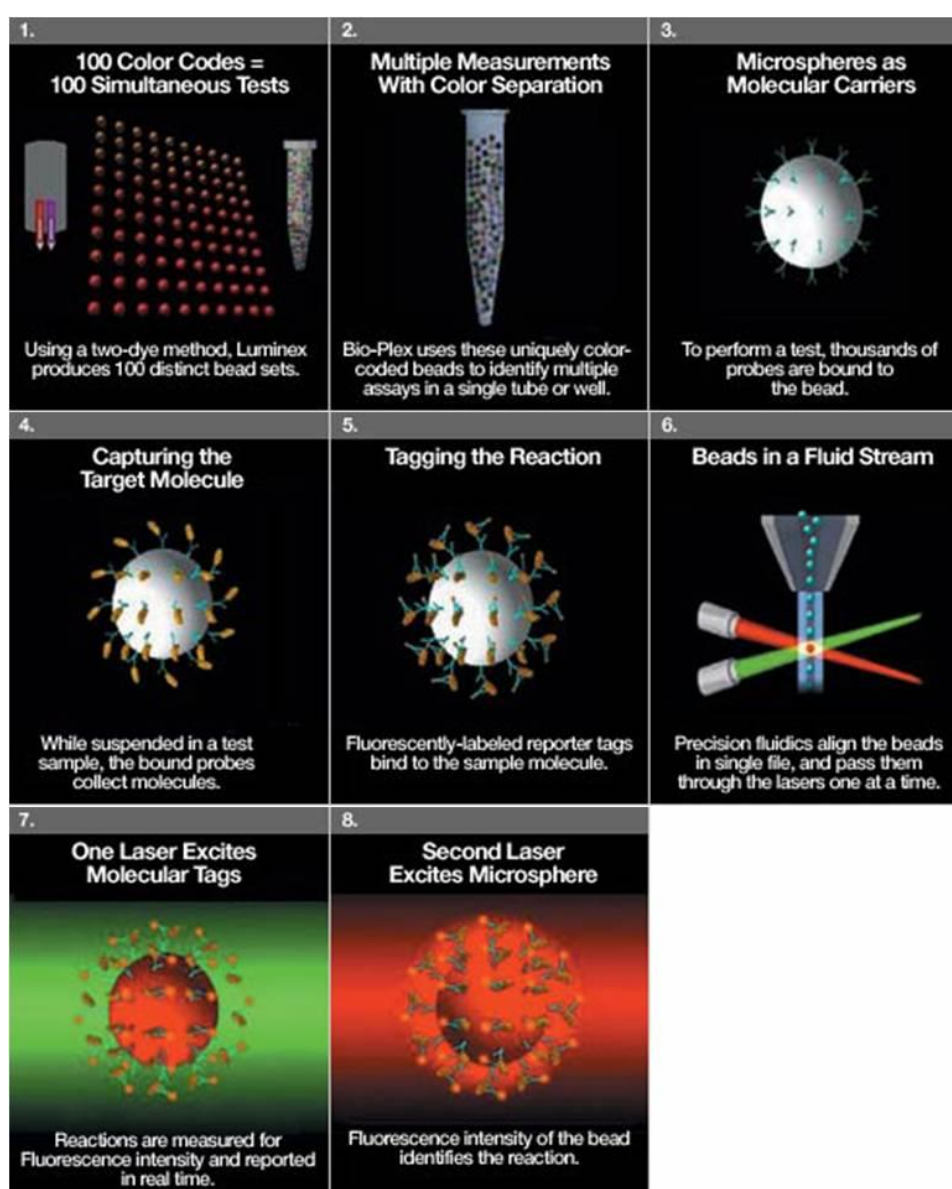 1.
100 Color Codes =
100 Simultaneous Tests
Using a two-dye method, Luminex
produces 100 distinct bead sets.
2.
Multiple Measurements
With Color Separation
Bio-Plex uses these uniquely color-
coded beads to identify multiple
assays in a single tube or well.
3.
Microspheres as
Molecular Carriers
To perform a test, thousands of
probes are bound to
the bead.
4.
Capturing the
Target Molecule
While suspended in a test
sample, the bound probes
collect molecules.
5.
Tagging the Reaction
Fluorescently-labeled reporter tags
bind to the sample molecule.
6.
Beads in a Fluid Stream
Precision fluidics align the beads
in single file, and pass them
through the lasers one at a time.
7.
One Laser Excites
Molecular Tags
Reactions are measured for
Fluorescence intensity and reported
in real time.
8.
Second Laser
Excites Microsphere
Fluorescence intensity of the bead
identifies the reaction.